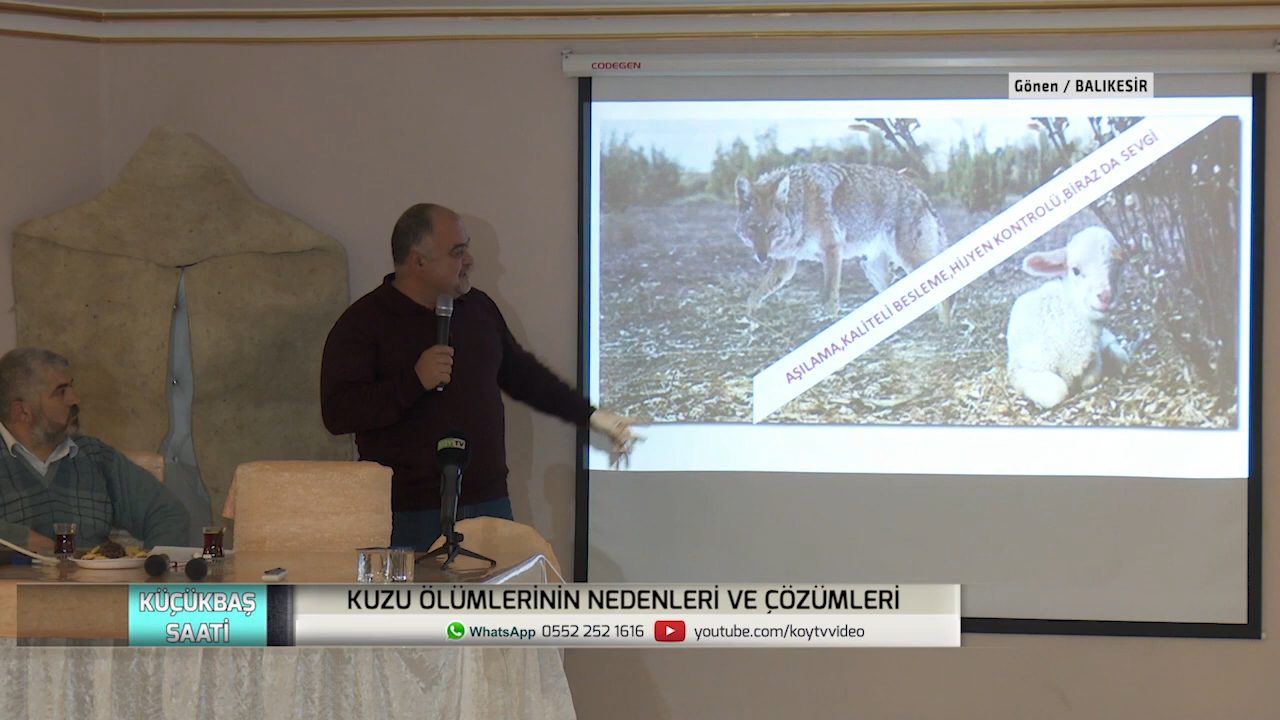 CODEGEN
Gönen / BALIKESİR
AŞILAMA,KALİTELİ BESLEME,HİJYEN KONTROLÜ,BİRAZ DA SEVGİ
TV
KÜÇÜKBAŞ
SAATİ
KUZU ÖLÜMLERİNİN NEDENLERİ VE ÇÖZÜMLERİ
WhatsApp 0552 252 1616 youtube.com/koytvvideo